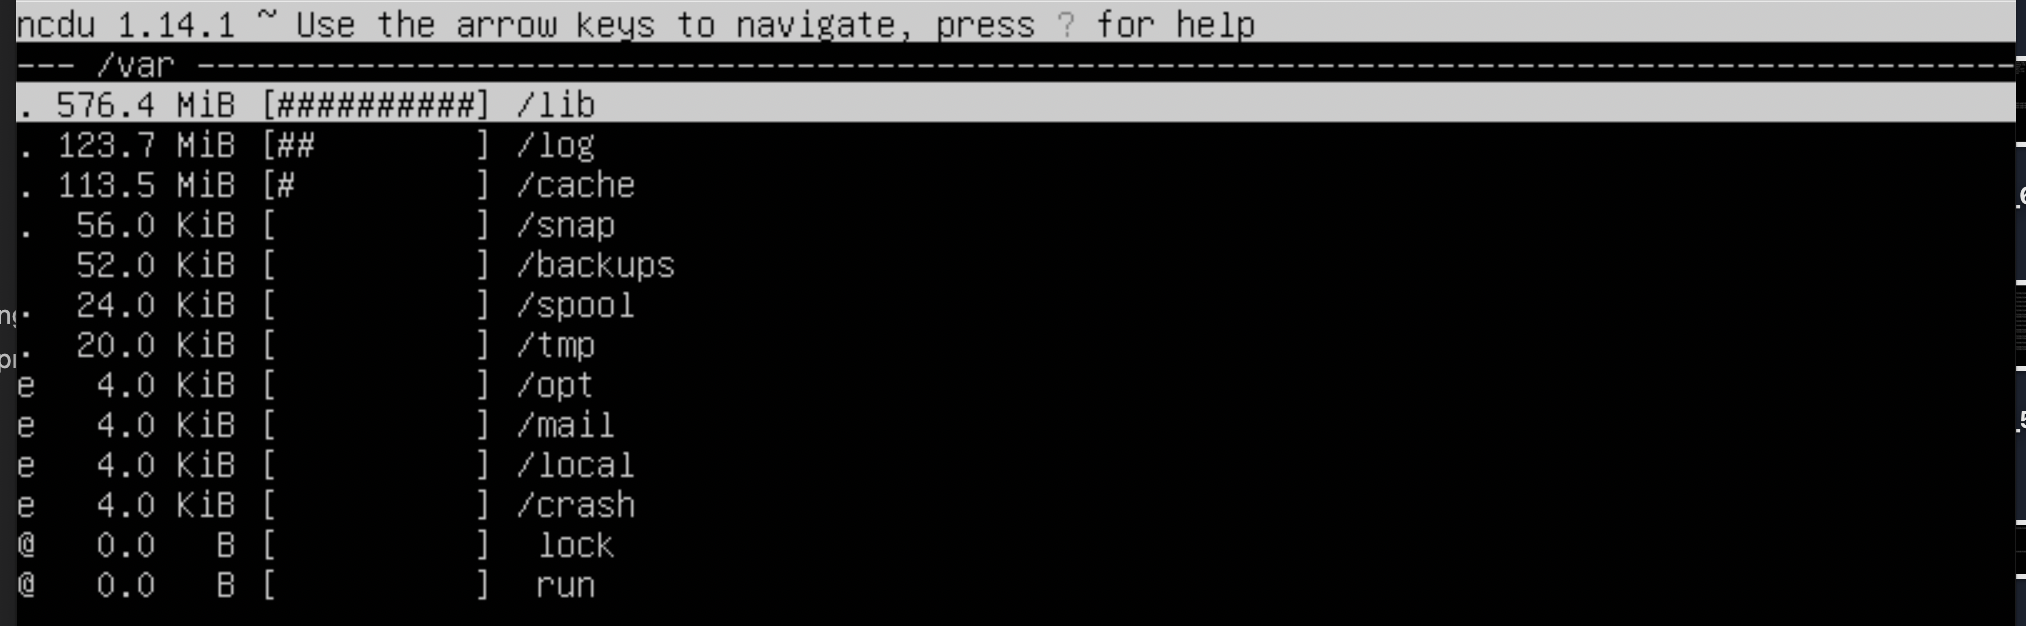 ncdu 1.14.1 ~ Use the arrow keys to navigate, press ? for help
--- /var -------------------------------------------------------------------------------------------
. 576.4 MiB [##########] /lib
. 123.7 MiB [##        ] /log
. 113.5 MiB [#         ] /cache
.  56.0 KiB [          ] /snap
   52.0 KiB [          ] /backups
.  24.0 KiB [          ] /spool
.  20.0 KiB [          ] /tmp
e   4.0 KiB [          ] /opt
e   4.0 KiB [          ] /mail
e   4.0 KiB [          ] /local
e   4.0 KiB [          ] /crash
@   0.0   B [          ]  lock
@   0.0   B [          ]  run